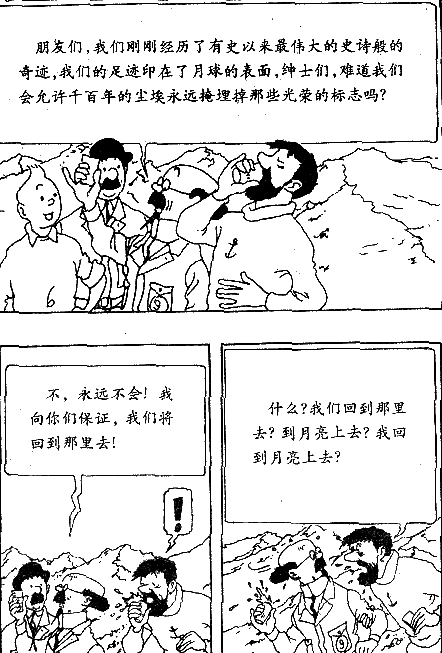 朋友们,我们刚刚经历了有史以来最伟大的史诗般的
奇迹,我们的足迹印在了月球的表面,绅士们,难道我们
会允许千百年的尘埃永远掩埋掉那些光荣的标志吗?
不，永远不会! 我
向你们保证，我们将
回到那里去!
!
什么?我们回到那里
去? 到月亮上去? 我回
到月亮上去?